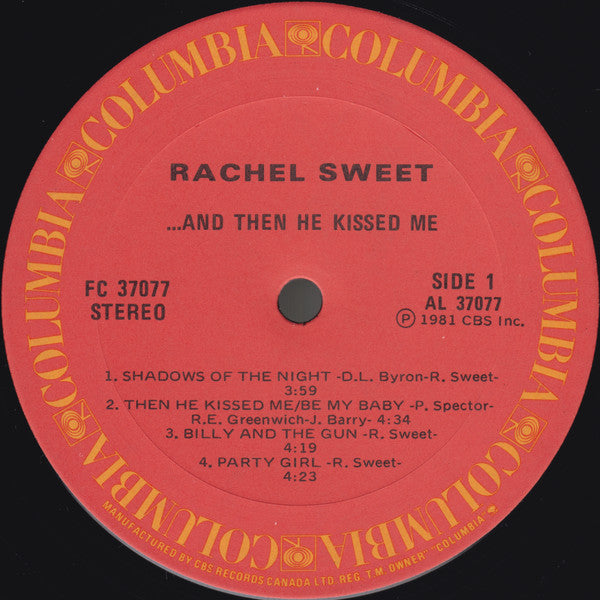 COLUMBIA COLUMBIA COLUMBIA COLUMBIA COLUMBIA COLUMBIA
RACHEL SWEET
...AND THEN HE KISSED ME
FC 37077
STEREO
SIDE 1
AL 37077
Ⓟ 1981 CBS Inc.
1. SHADOWS OF THE NIGHT -D.L. Byron-R. Sweet-
3:59
2. THEN HE KISSED ME/BE MY BABY -P. Spector-
R.E. Greenwich-J. Barry- 4:34
3. BILLY AND THE GUN -R. Sweet-
4:19
4. PARTY GIRL -R. Sweet-
4:23
MANUFACTURED BY CBS RECORDS CANADA LTD. REG. T.M. OWNER "COLUMBIA"